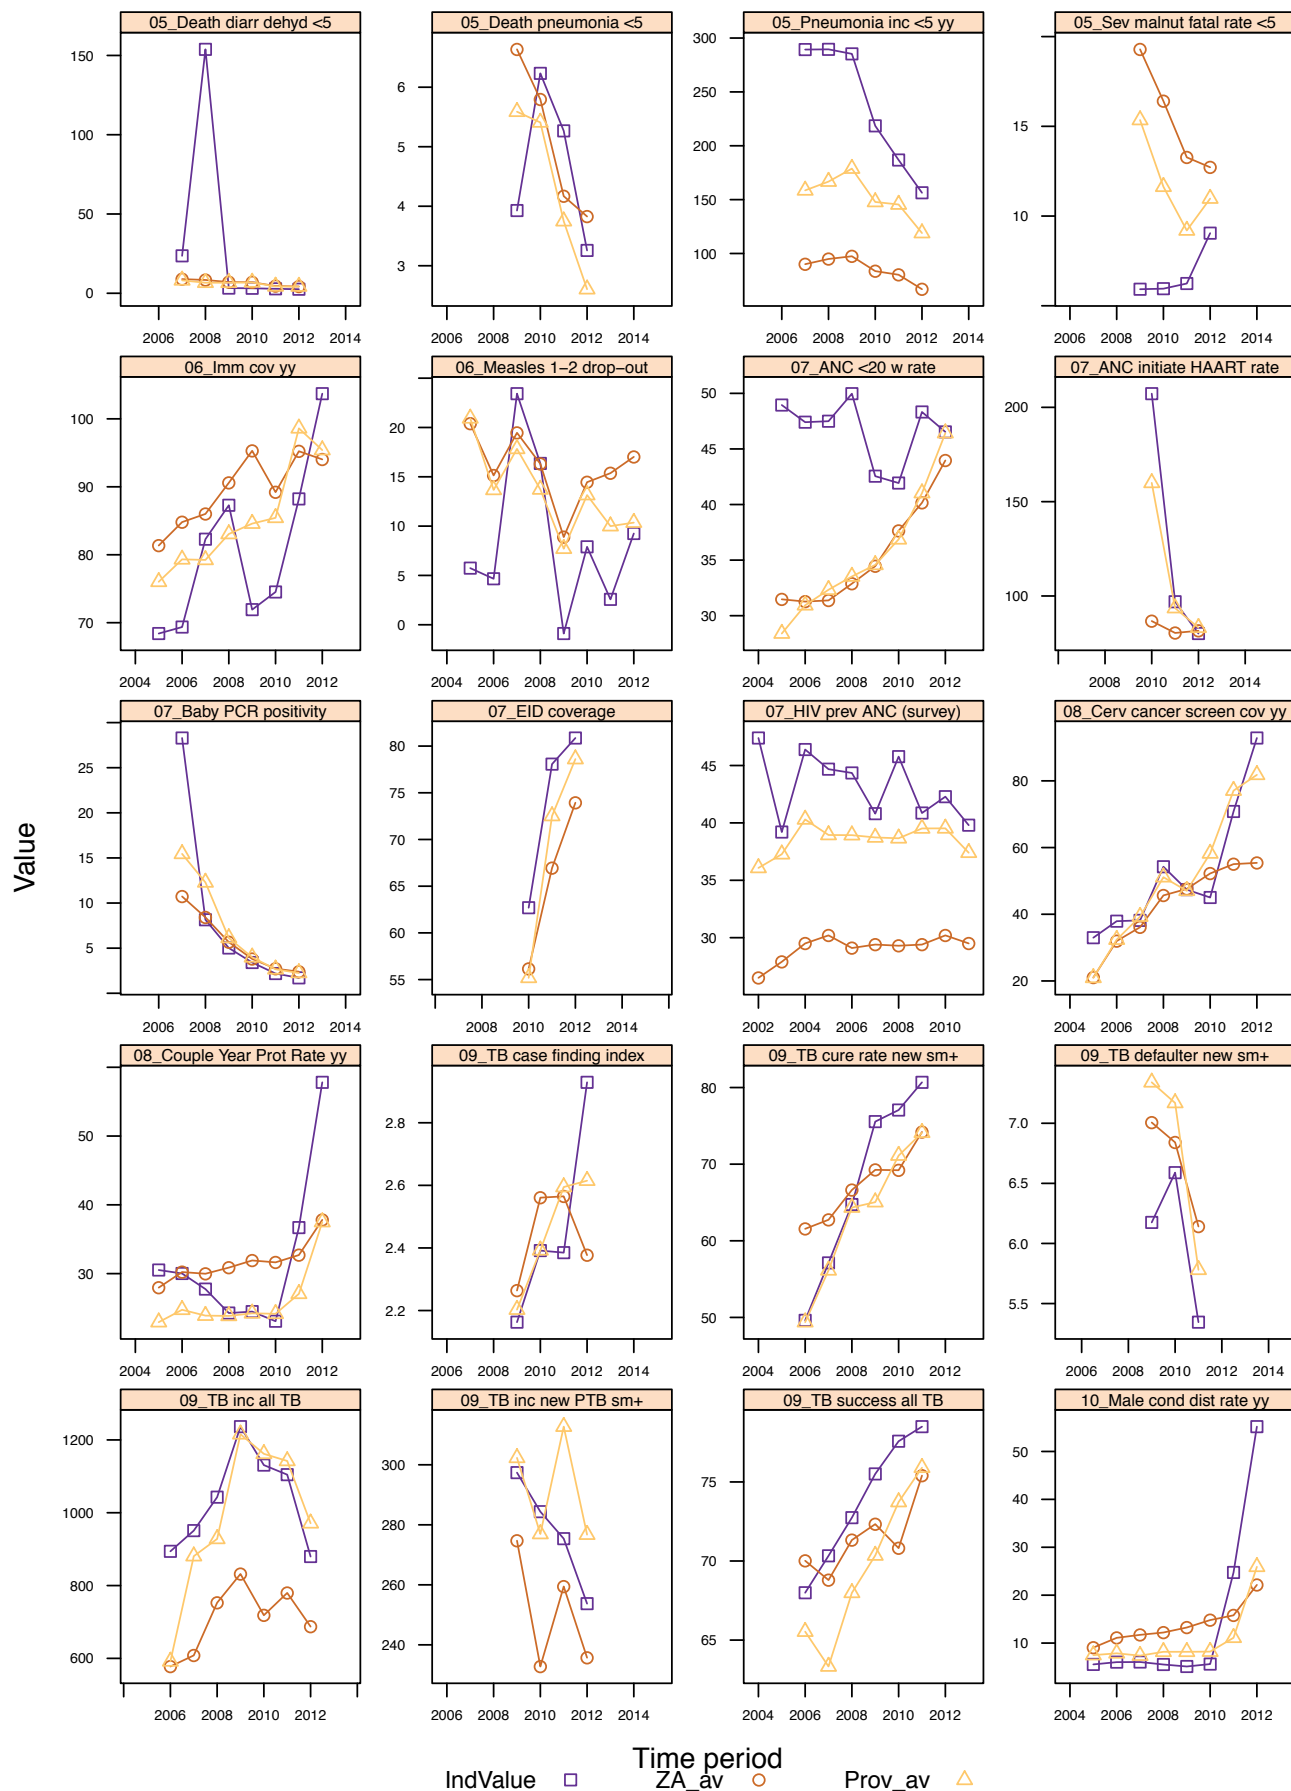 05_Death diarr dehyd <5
05_Death pneumonia <5
05_Pneumonia inc <5 yy
05_Sev malnut fatal rate <5
150
100
50
0
6
5
4
3
300
250
200
150
100
15
10
2006 2008 2010 2012 2014
2006 2008 2010 2012 2014
2006 2008 2010 2012 2014
2006 2008 2010 2012 2014
06_Imm cov yy
06_Measles 1−2 drop−out
07_ANC <20 w rate
07_ANC initiate HAART rate
100
90
80
70
20
15
10
5
0
50
45
40
35
30
200
150
100
2004 2006 2008 2010 2012
2004 2006 2008 2010 2012
2004 2006 2008 2010 2012
2008 2010 2012 2014
07_Baby PCR positivity
07_EID coverage
07_HIV prev ANC (survey)
08_Cerv cancer screen cov yy
25
20
15
10
5
80
75
70
65
60
55
45
40
35
30
80
60
40
20
2006 2008 2010 2012 2014
2008 2010 2012 2014
2002 2004 2006 2008 2010
2004 2006 2008 2010 2012
08_Couple Year Prot Rate yy
09_TB case finding index
09_TB cure rate new sm+
09_TB defaulter new sm+
50
40
30
2.8
2.6
2.4
2.2
80
70
60
50
7.0
6.5
6.0
5.5
2004 2006 2008 2010 2012
2006 2008 2010 2012 2014
2004 2006 2008 2010 2012
2006 2008 2010 2012 2014
09_TB inc all TB
09_TB inc new PTB sm+
09_TB success all TB
10_Male cond dist rate yy
1200
1000
800
600
300
280
260
240
75
70
65
50
40
30
20
10
2006 2008 2010 2012
2006 2008 2010 2012 2014
2004 2006 2008 2010 2012
2004 2006 2008 2010 2012
Value
Time period
IndValue ZA_av Prov_av